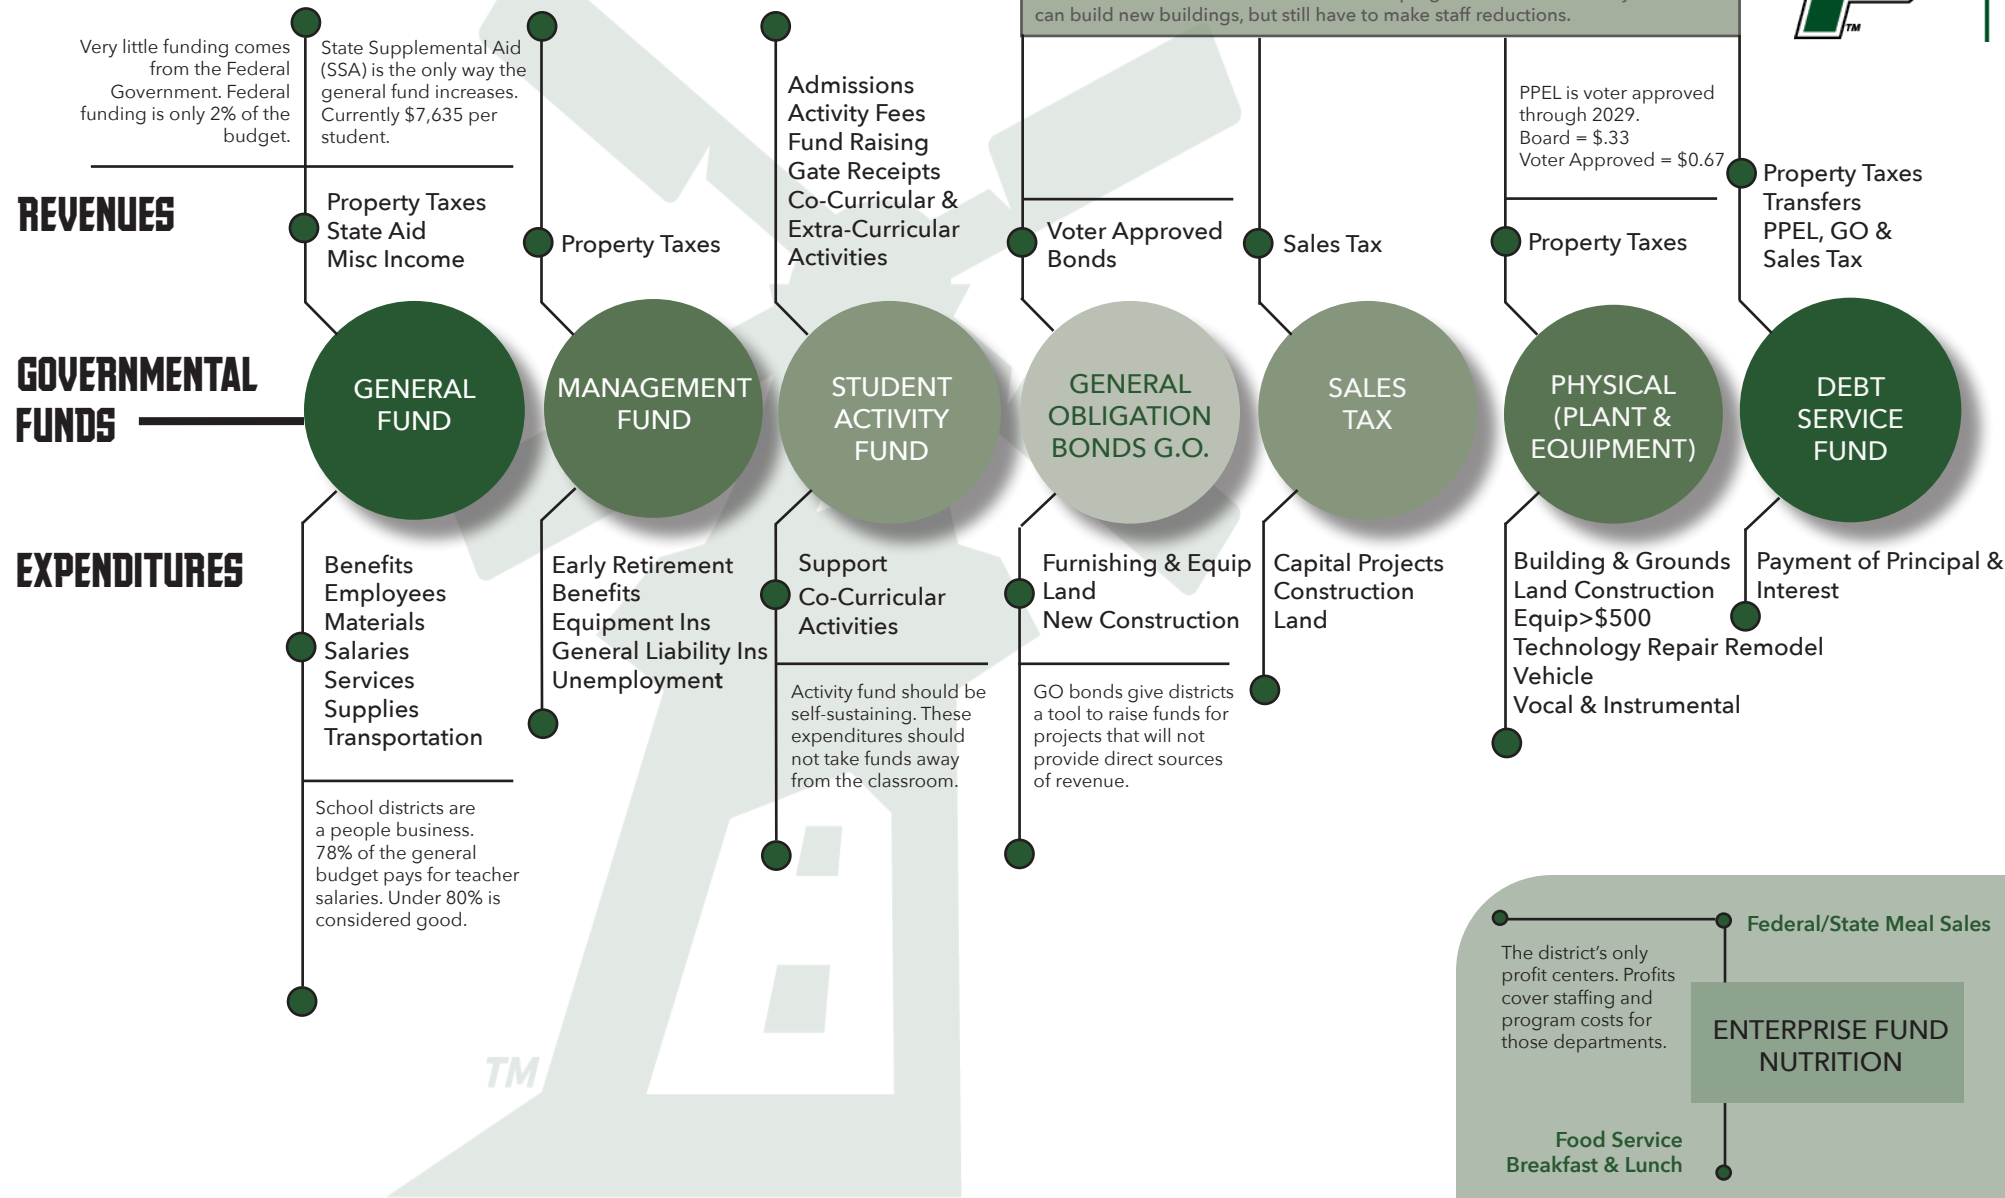 can build new buildings, but still have to make staff reductions.
TM
Very little funding comes
from the Federal
Government. Federal
funding is only 2% of the
budget.
State Supplemental Aid
(SSA) is the only way the
general fund increases.
Currently $7,635 per
student.
Admissions
Activity Fees
Fund Raising
Gate Receipts
Co-Curricular &
Extra-Curricular
Activities
PPEL is voter approved
through 2029.
Board = $.33
Voter Approved = $0.67
REVENUES
Property Taxes
State Aid
Misc Income
Property Taxes
Voter Approved
Bonds
Sales Tax
Property Taxes
Property Taxes
Transfers
PPEL, GO &
Sales Tax
GOVERNMENTAL
FUNDS
GENERAL
FUND
MANAGEMENT
FUND
STUDENT
ACTIVITY
FUND
GENERAL
OBLIGATION
BONDS G.O.
SALES
TAX
PHYSICAL
(PLANT &
EQUIPMENT)
DEBT
SERVICE
FUND
EXPENDITURES
Benefits
Employees
Materials
Salaries
Services
Supplies
Transportation
Early Retirement
Benefits
Equipment Ins
General Liability Ins
Unemployment
Support
Co-Curricular
Activities
Furnishing & Equip
Land
New Construction
Capital Projects
Construction
Land
Building & Grounds
Land Construction
Equip>$500
Technology Repair Remodel
Vehicle
Vocal & Instrumental
Payment of Principal &
Interest
School districts are
a people business.
78% of the general
budget pays for teacher
salaries. Under 80% is
considered good.
Activity fund should be
self-sustaining. These
expenditures should
not take funds away
from the classroom.
GO bonds give districts
a tool to raise funds for
projects that will not
provide direct sources
of revenue.
TM
Federal/State Meal Sales
The district's only
profit centers. Profits
cover staffing and
program costs for
those departments.
ENTERPRISE FUND
NUTRITION
Food Service
Breakfast & Lunch